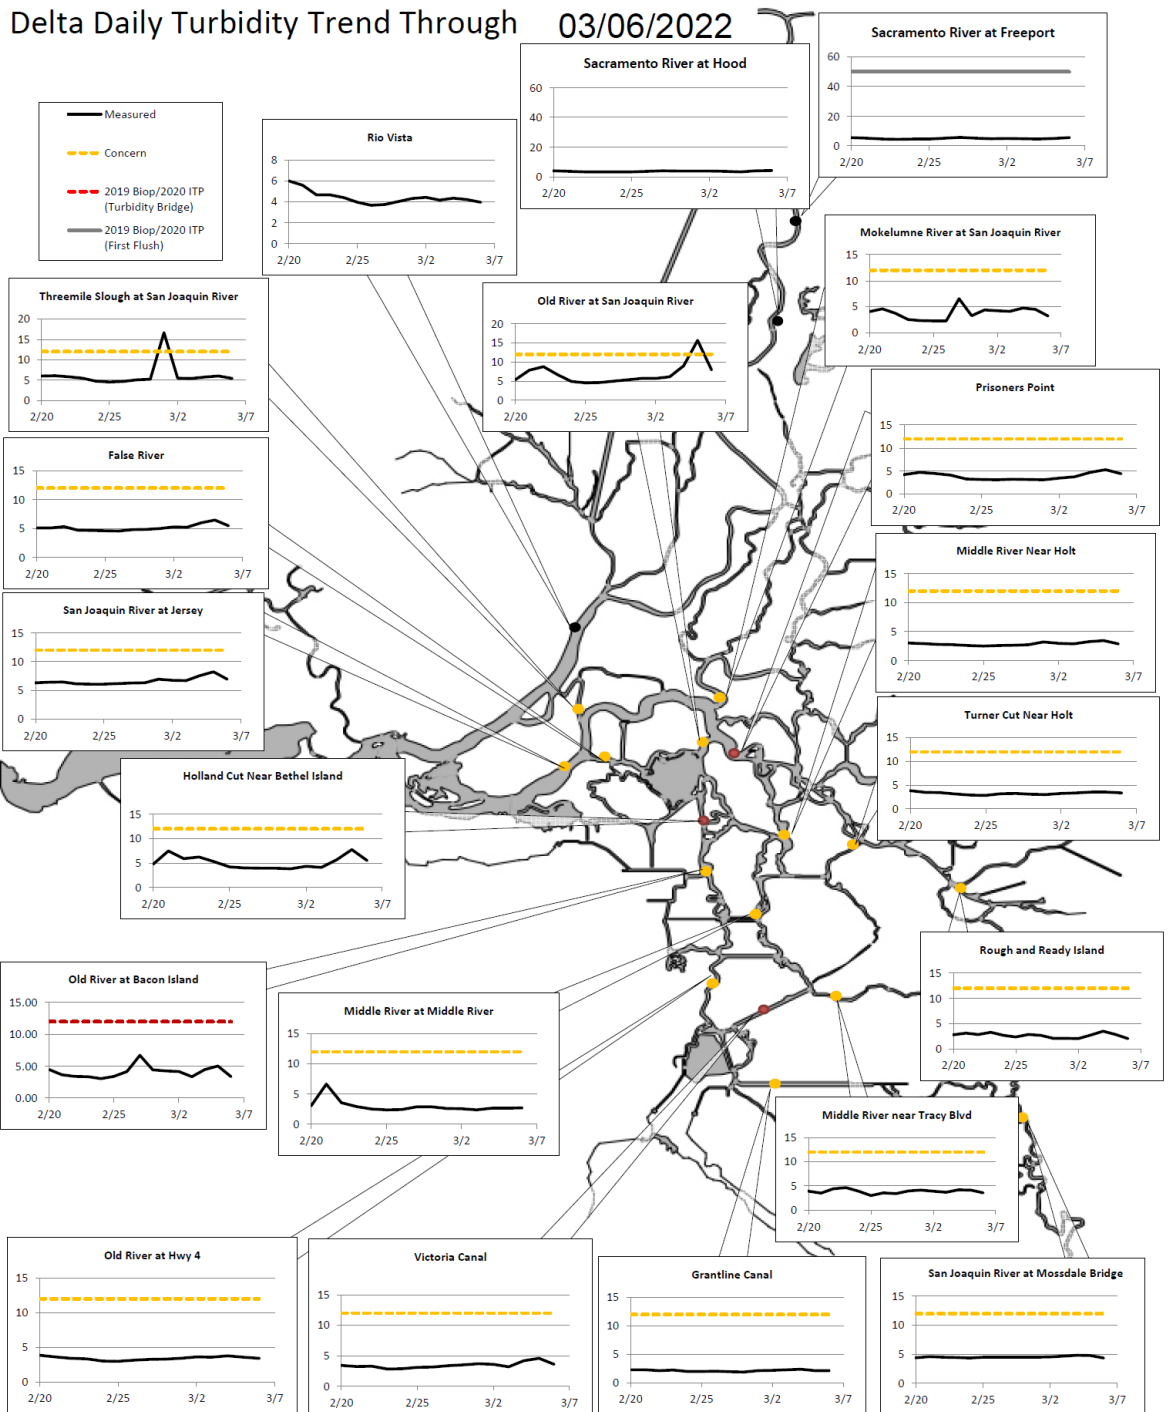 Delta Daily Turbidity Trend Through 03/06/2022
Measured
Concern
2019 Biop/2020 ITP
(Turbidity Bridge)
2019 Biop/2020 ITP
(First Flush)
Rio Vista
8
6
4
2
0
2/20 2/25 3/2 3/7
Sacramento River at Hood
60
40
20
0
2/20 2/25 3/2 3/7
Sacramento River at Freeport
60
40
20
0
2/20 2/25 3/2 3/7
Mokelumne River at San Joaquin River
15
10
5
0
2/20 2/25 3/2 3/7
Threemile Slough at San Joaquin River
20
15
10
5
0
2/20 2/25 3/2 3/7
Old River at San Joaquin River
20
15
10
5
0
2/20 2/25 3/2 3/7
Prisoners Point
15
10
5
0
2/20 2/25 3/2 3/7
False River
15
10
5
0
2/20 2/25 3/2 3/7
Middle River Near Holt
15
10
5
0
2/20 2/25 3/2 3/7
San Joaquin River at Jersey
15
10
5
0
2/20 2/25 3/2 3/7
Turner Cut Near Holt
15
10
5
0
2/20 2/25 3/2 3/7
Holland Cut Near Bethel Island
15
10
5
0
2/20 2/25 3/2 3/7
Rough and Ready Island
15
10
5
0
2/20 2/25 3/2 3/7
Old River at Bacon Island
15.00
10.00
5.00
0.00
2/20 2/25 3/2 3/7
Middle River at Middle River
15
10
5
0
2/20 2/25 3/2 3/7
Middle River near Tracy Blvd
15
10
5
0
2/20 2/25 3/2 3/7
Old River at Hwy 4
15
10
5
0
2/20 2/25 3/2 3/7
Victoria Canal
15
10
5
0
2/20 2/25 3/2 3/7
Grantline Canal
15
10
5
0
2/20 2/25 3/2 3/7
San Joaquin River at Mossdale Bridge
15
10
5
0
2/20 2/25 3/2 3/7